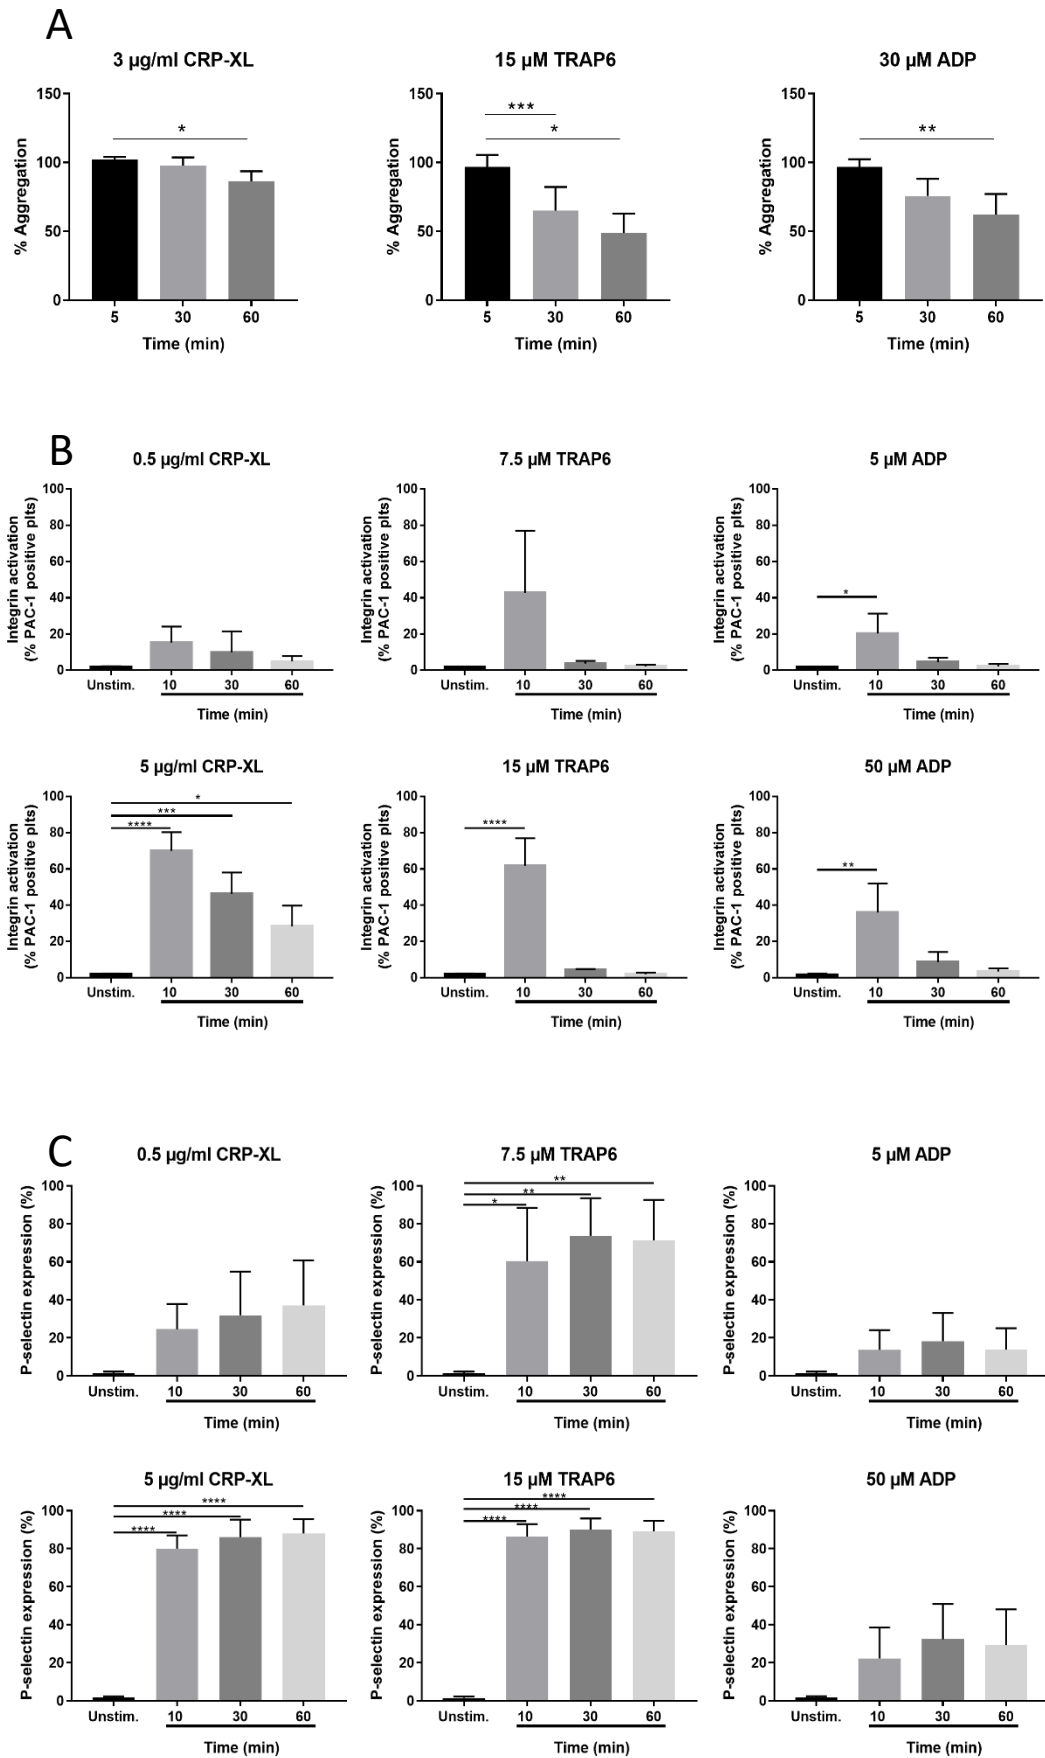 A
3 µg/ml CRP-XL
% Aggregation
150
100
50
0
*
5 30 60
Time (min)
15 µM TRAP6
% Aggregation
150
100
50
0
***
*
5 30 60
Time (min)
30 µM ADP
% Aggregation
150
100
50
0
**
5 30 60
Time (min)
B
0.5 µg/ml CRP-XL
Integrin activation
(% PAC-1 positive plts)
100
80
60
40
20
0
Unstim. 10 30 60
Time (min)
7.5 µM TRAP6
Integrin activation
(% PAC-1 positive plts)
100
80
60
40
20
0
Unstim. 10 30 60
Time (min)
5 µM ADP
Integrin activation
(% PAC-1 positive plts)
100
80
60
40
20
0
*
Unstim. 10 30 60
Time (min)
5 µg/ml CRP-XL
Integrin activation
(% PAC-1 positive plts)
100
80
60
40
20
0
*
***
****
Unstim. 10 30 60
Time (min)
15 µM TRAP6
Integrin activation
(% PAC-1 positive plts)
100
80
60
40
20
0
****
Unstim. 10 30 60
Time (min)
50 µM ADP
Integrin activation
(% PAC-1 positive plts)
100
80
60
40
20
0
**
Unstim. 10 30 60
Time (min)
C
0.5 µg/ml CRP-XL
P-selectin expression (%)
100
80
60
40
20
0
Unstim. 10 30 60
Time (min)
7.5 µM TRAP6
P-selectin expression (%)
100
80
60
40
20
0
**
**
*
Unstim. 10 30 60
Time (min)
5 µM ADP
P-selectin expression (%)
100
80
60
40
20
0
Unstim. 10 30 60
Time (min)
5 µg/ml CRP-XL
P-selectin expression (%)
100
80
60
40
20
0
****
****
****
Unstim. 10 30 60
Time (min)
15 µM TRAP6
P-selectin expression (%)
100
80
60
40
20
0
****
****
****
Unstim. 10 30 60
Time (min)
50 µM ADP
P-selectin expression (%)
100
80
60
40
20
0
Unstim. 10 30 60
Time (min)